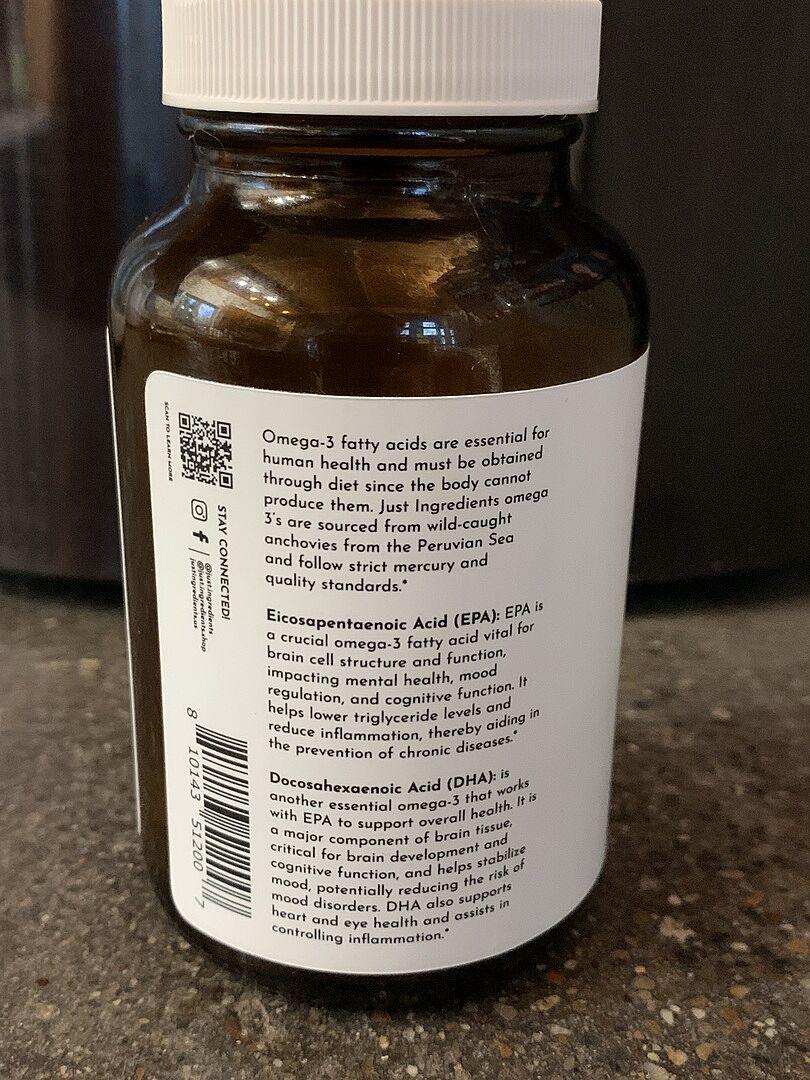 Omega-3 fatty acids are essential for
human health and must be obtained
through diet since the body cannot
produce them. Just Ingredients omega
3's are sourced from wild-caught
anchovies from the Peruvian Sea
and follow strict mercury and
quality standards.*
Eicosapentaenoic Acid (EPA): EPA is
a crucial omega-3 fatty acid vital for
brain cell structure and function,
impacting mental health, mood
regulation, and cognitive function. It
helps lower triglyceride levels and
reduce inflammation, thereby aiding in
the prevention of chronic diseases.*
Docosahexaenoic Acid (DHA): is
another essential omega-3 that works
with EPA to support overall health. It is
a major component of brain tissue,
critical for brain development and
cognitive function, and helps stabilize
mood, potentially reducing the risk of
mood disorders. DHA also supports
heart and eye health and assists in
controlling inflammation.*
SCAN TO LEARN MORE
STAY CONNECTED!
@just.ingredients
@just.ingredients.shop
justingredients.us
8 10143 51200 7